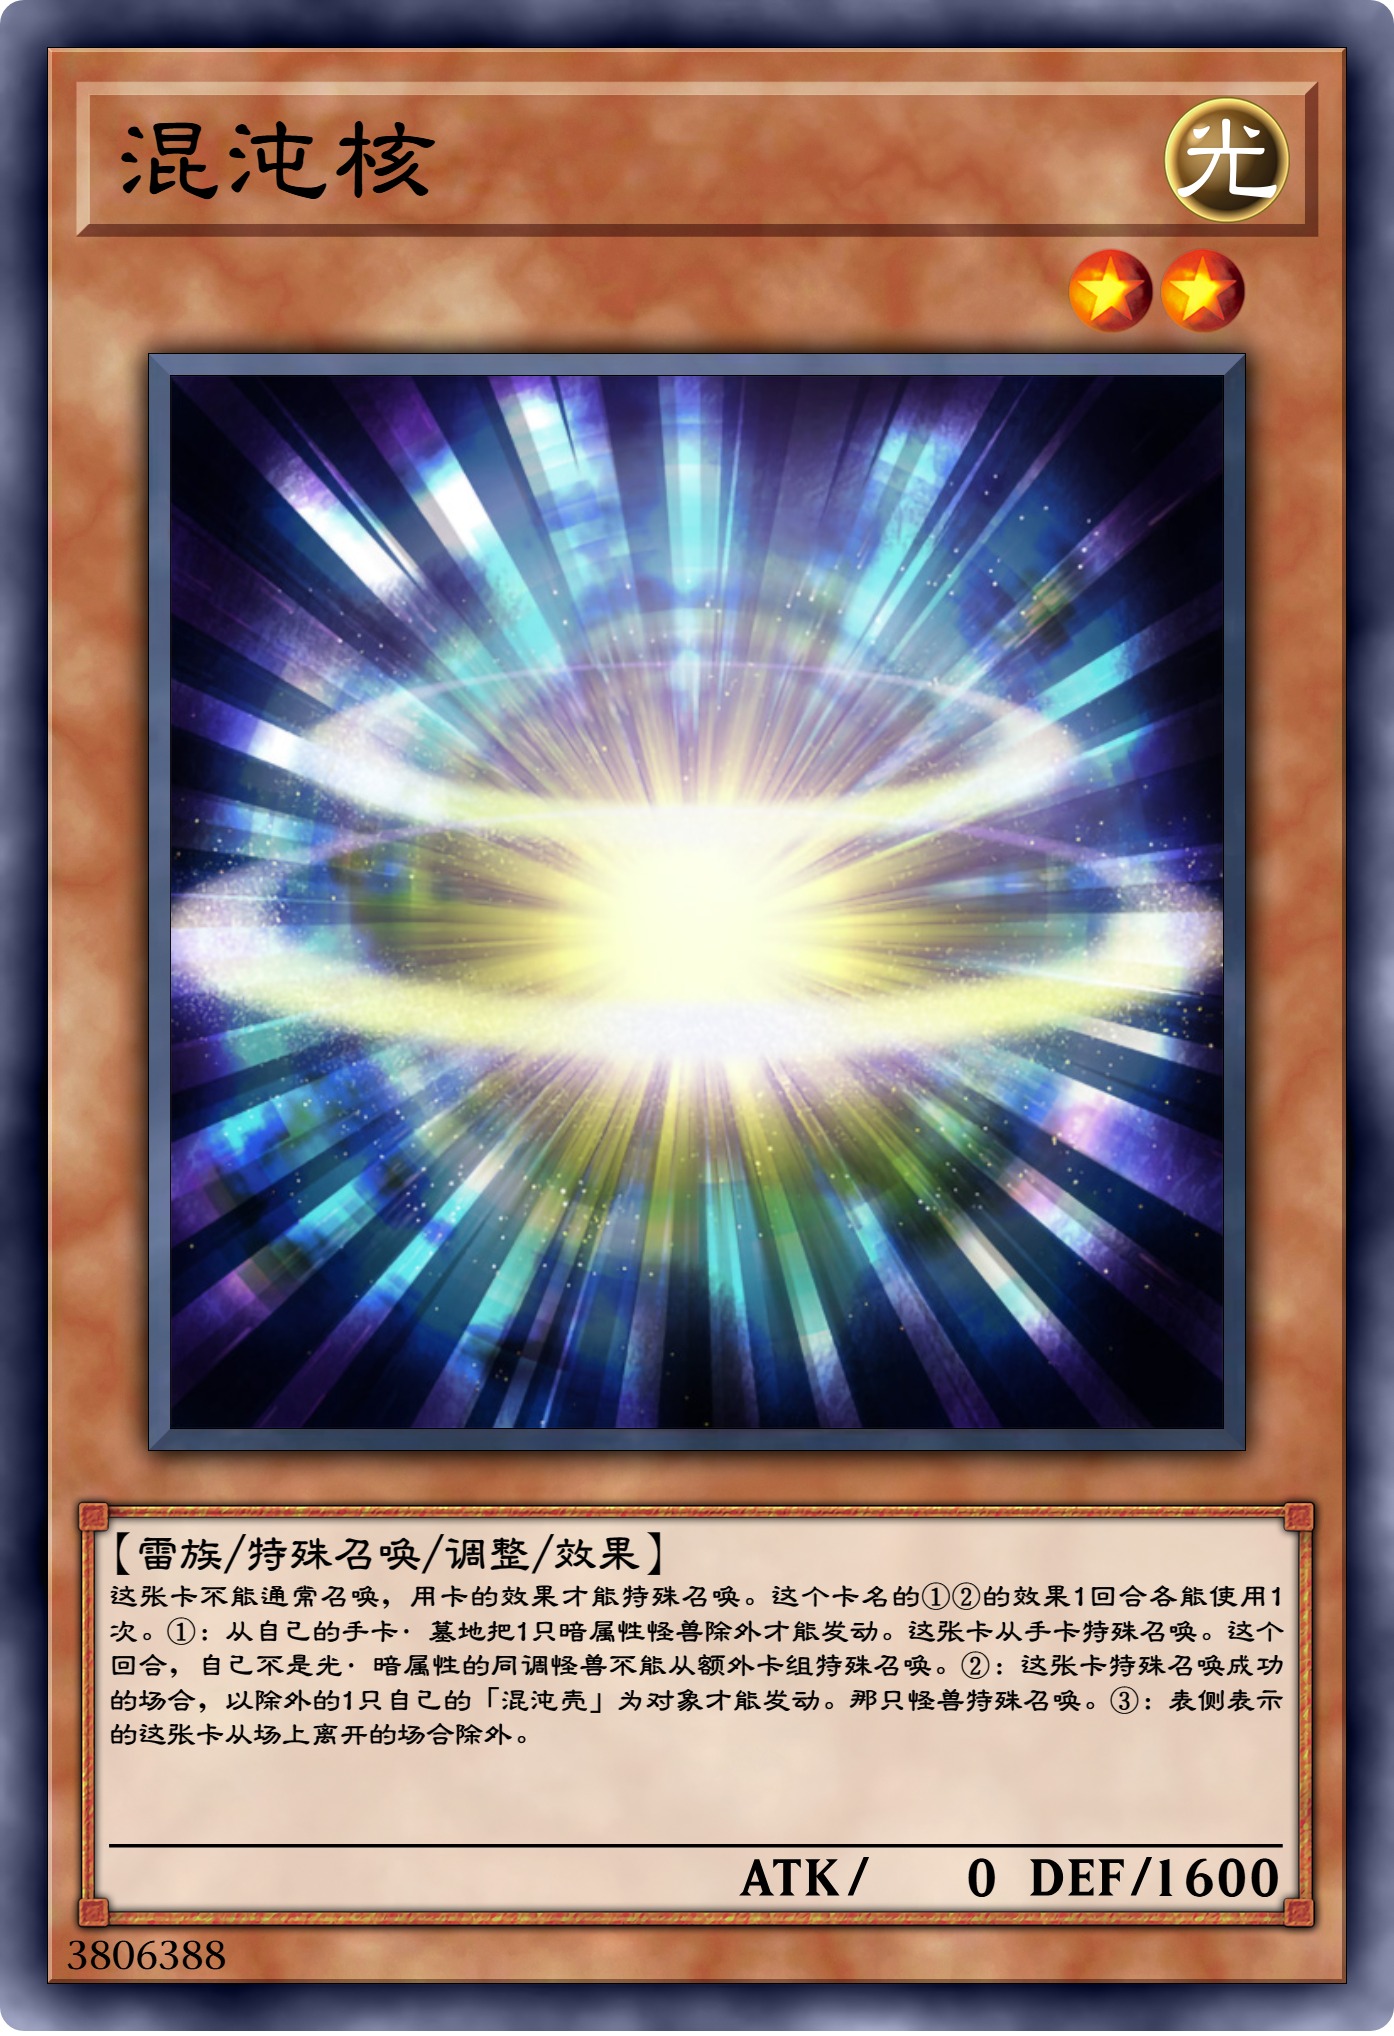 混沌核
光
【雷族/特殊召唤/调整/效果】
这张卡不能通常召唤，用卡的效果才能特殊召唤。这个卡名的①②的效果1回合各能使用1
次。①：从自己的手卡·墓地把1只暗属性怪兽除外才能发动。这张卡从手卡特殊召唤。这个
回合，自己不是光·暗属性的同调怪兽不能从额外卡组特殊召唤。②：这张卡特殊召唤成功
的场合，以除外的1只自己的「混沌壳」为对象才能发动。那只怪兽特殊召唤。③：表侧表示
的这张卡从场上离开的场合除外。
ATK/ 0 DEF/1600
3806388